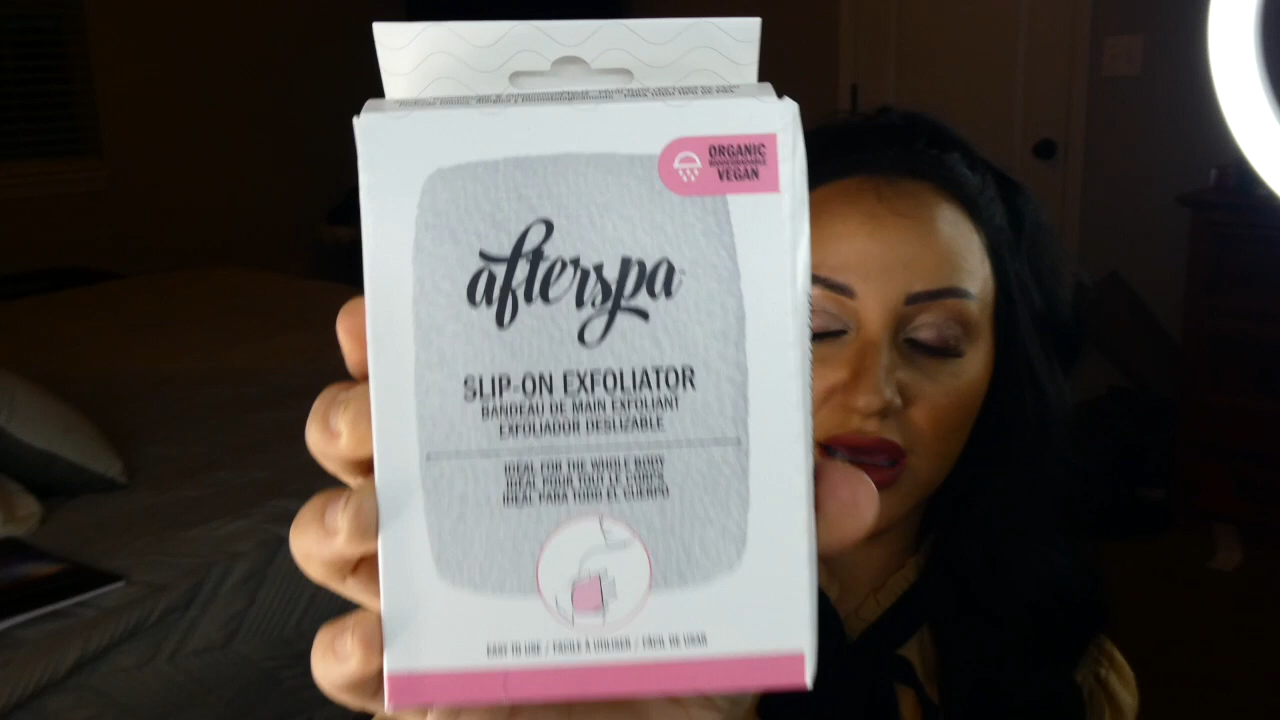 ORGANIC
BIODEGRADABLE
VEGAN
afterspa
SLIP-ON EXFOLIATOR
BANDEAU DE MAIN EXFOLIANT
EXFOLIADOR DESLIZABLE
IDEAL FOR THE WHOLE BODY
IDÉAL POUR TOUT LE CORPS
IDEAL PARA TODO EL CUERPO
EASY TO USE / FACILE À UTILISER / FÁCIL DE USAR